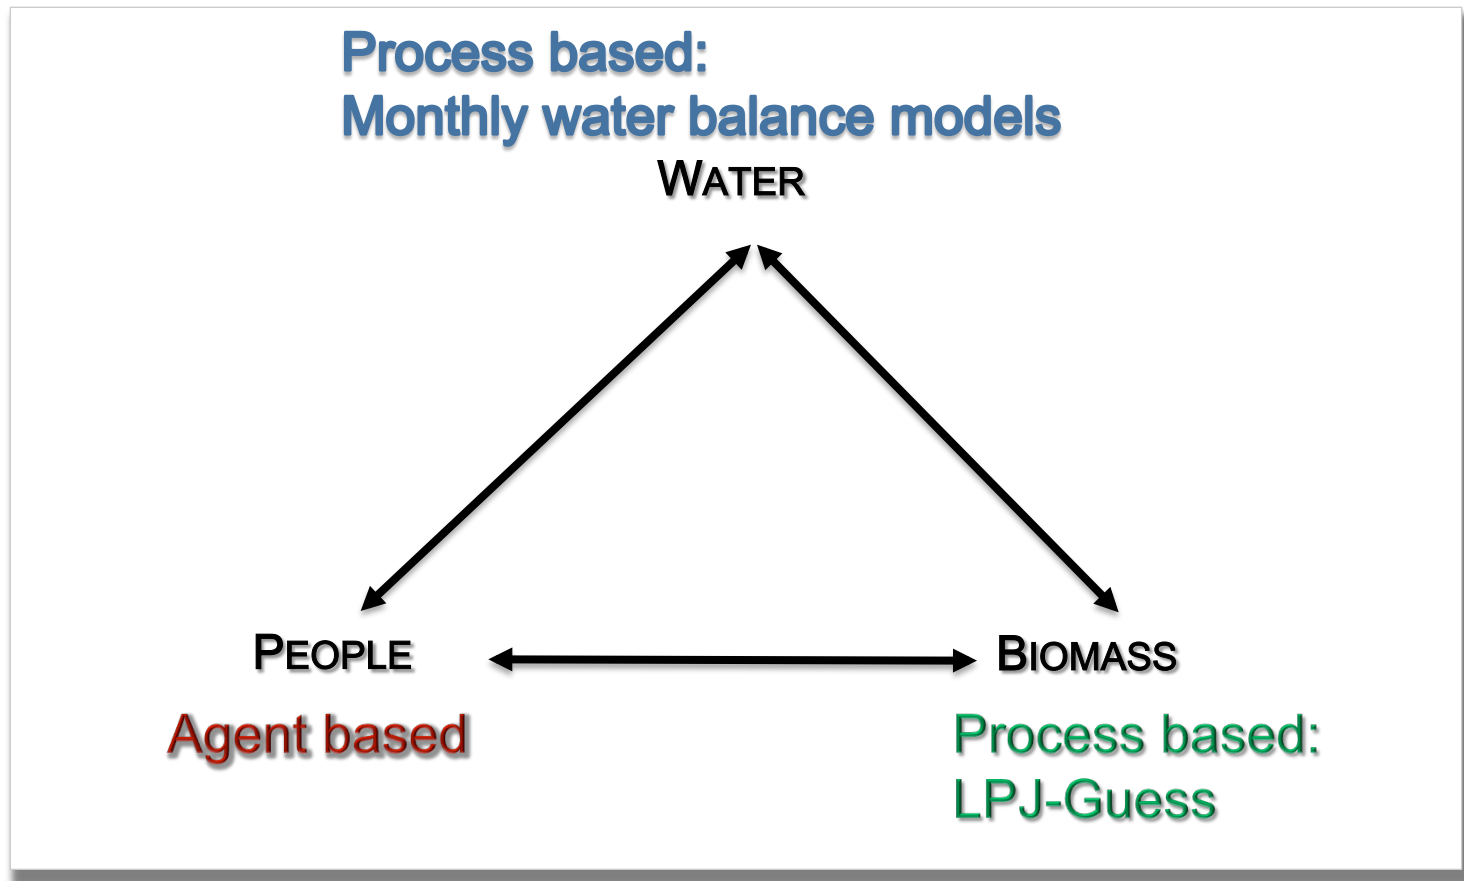 Process based:
Monthly water balance models
WATER
PEOPLE
BIOMASS
Agent based
Process based:
LPJ-Guess